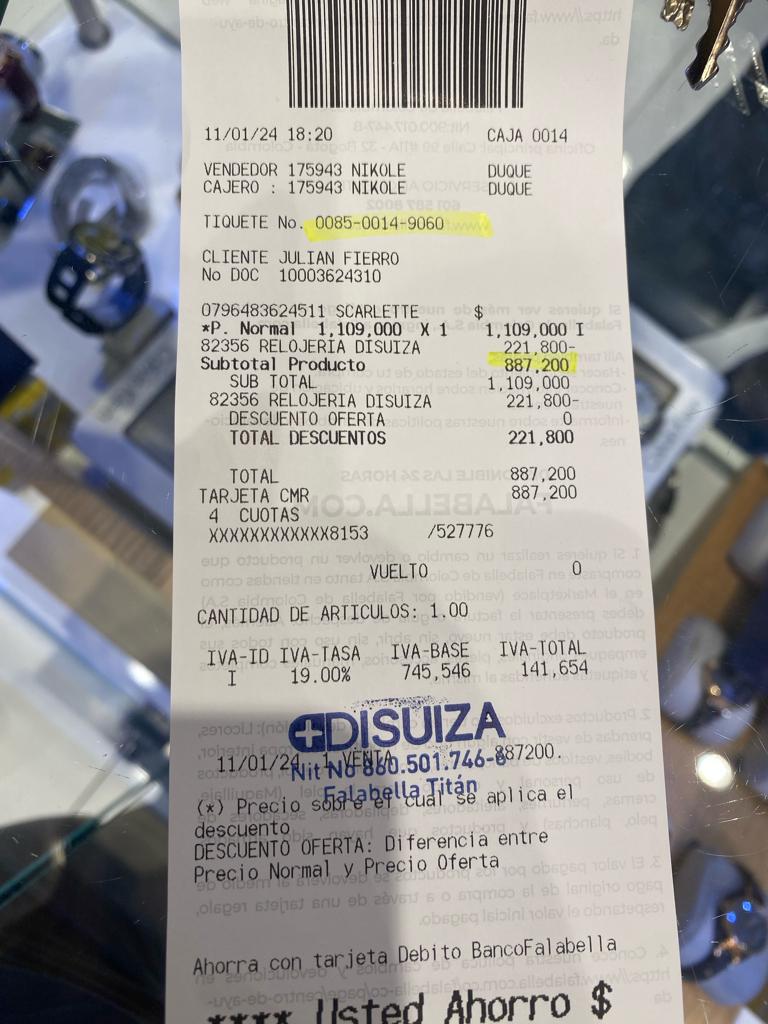 11/01/24 18:20 CAJA 0014
VENDEDOR 175943 NIKOLE DUQUE
CAJERO : 175943 NIKOLE DUQUE
TIQUETE No. 0085-0014-9060
CLIENTE JULIAN FIERRO
No DOC 10003624310
0796483624511 SCARLETTE $
*P. Normal 1,109,000 X 1 1,109,000 I
82356 RELOJERIA DISUIZA 221,800-
Subtotal Producto 887,200
SUB TOTAL 1,109,000
82356 RELOJERIA DISUIZA 221,800-
DESCUENTO OFERTA 0
TOTAL DESCUENTOS 221,800
TOTAL 887,200
TARJETA CMR 887,200
4 CUOTAS
XXXXXXXXXXXX8153 /527776
VUELTO 0
CANTIDAD DE ARTICULOS: 1.00
IVA-ID IVA-TASA IVA-BASE IVA-TOTAL
I 19.00% 745,546 141,654
DISUIZA
(11/01/24 1 VENTA 887200.
Nit No 860.501.746-6
Falabella Titán
(*) Precio sobre el cual se aplica el
descuento
DESCUENTO OFERTA: Diferencia entre
Precio Normal y Precio Oferta
Ahorra con tarjeta Debito BancoFalabella
**** Usted Ahorro $